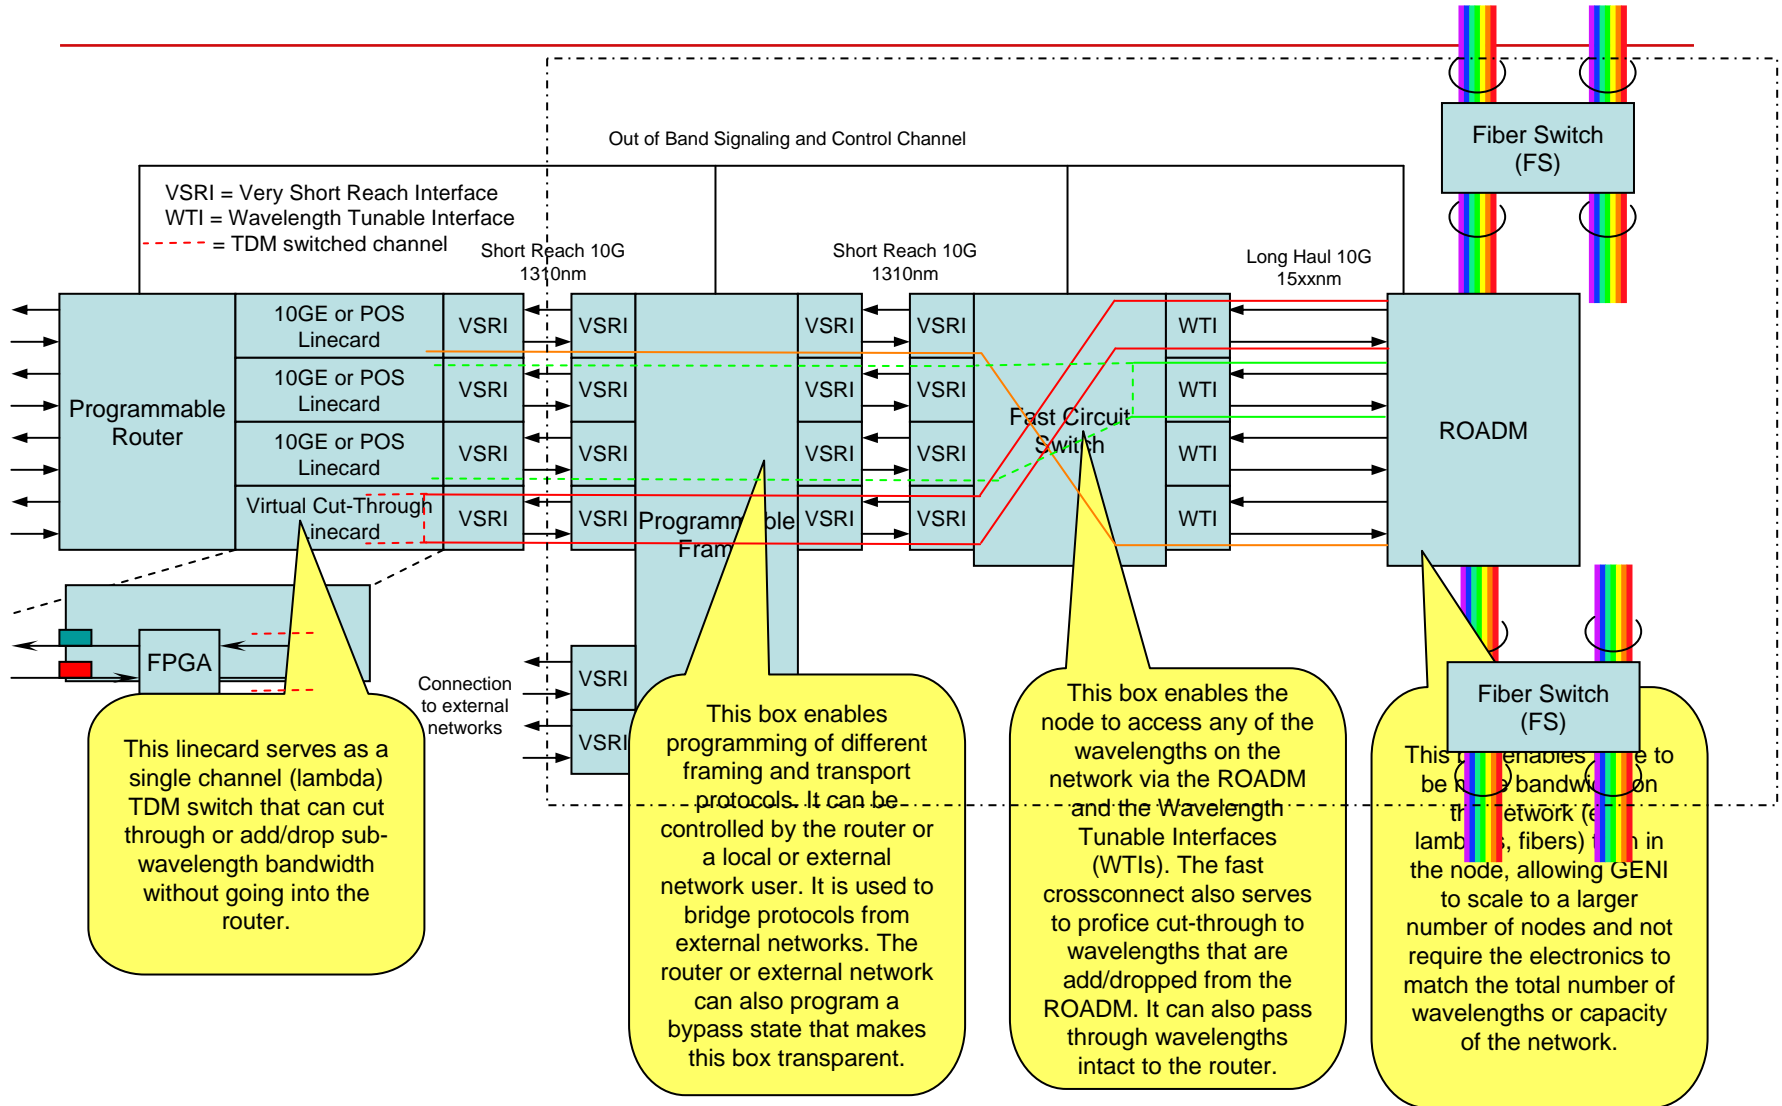 Fiber Switch
(FS)
Out of Band Signaling and Control Channel
VSRI = Very Short Reach Interface
WTI = Wavelength Tunable Interface
= TDM switched channel
Short Reach 10G
1310nm
Short Reach 10G
1310nm
Long Haul 10G
15xxnm
Programmable
Router
10GE or POS
Linecard
10GE or POS
Linecard
10GE or POS
Linecard
Virtual Cut-Through
Linecard
VSRI
VSRI
VSRI
VSRI
VSRI
VSRI
VSRI
VSRI
Programmable
VSRI
VSRI
VSRI
VSRI
VSRI
VSRI
VSRI
VSRI
Fast Circuit
Switch
WTI
WTI
WTI
WTI
ROADM
FPGA
Connection
to external
networks
VSRI
VSRI
Fiber Switch
(FS)
This linecard serves as a
single channel (lambda)
TDM switch that can cut
through or add/drop sub-
wavelength bandwidth
without going into the
router.
This box enables
programming of different
framing and transport
protocols. It can be
controlled by the router or
a local or external
network user. It is used to
bridge protocols from
external networks. The
router or external network
can also program a
bypass state that makes
this box transparent.
This box enables the
node to access any of the
wavelengths on the
network via the ROADM
and the Wavelength
Tunable Interfaces
(WTIs). The fast
crossconnect also serves
to profice cut-through to
wavelengths that are
add/dropped from the
ROADM. It can also pass
through wavelengths
intact to the router.
This enables to
be on
fibers) in
the node, allowing GENI
to scale to a larger
number of nodes and not
require the electronics to
match the total number of
wavelengths or capacity
of the network.